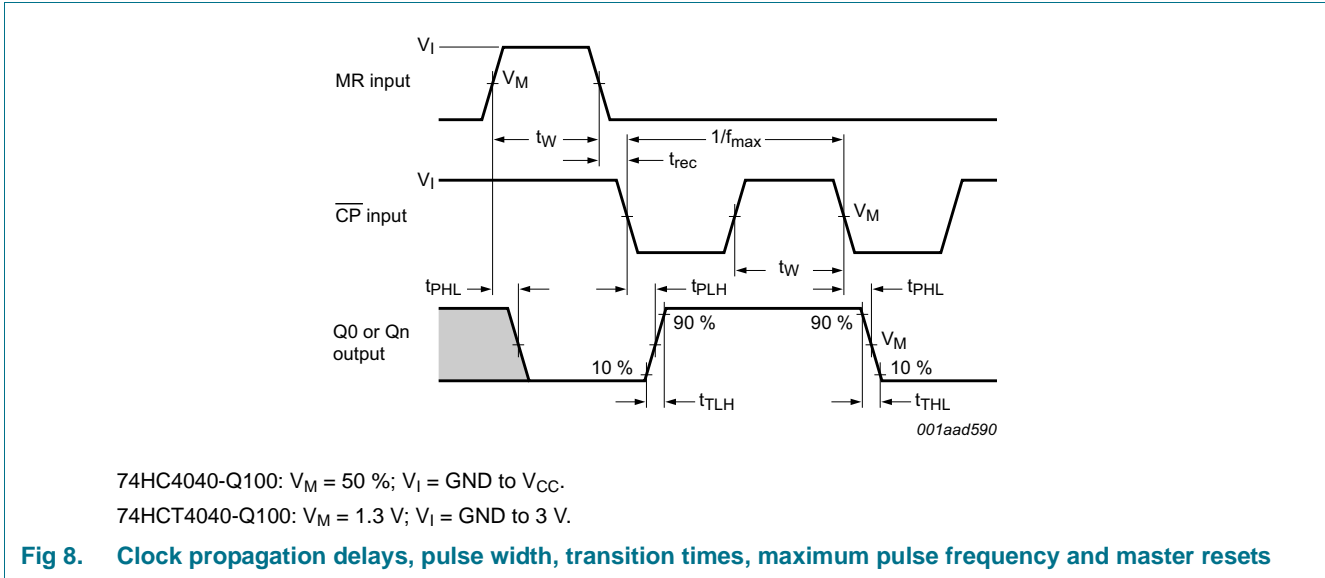 VI
MR input
VM
tW
1/fmax
trec
VI
CP input
VM
tW
tPHL
tPLH
tPHL
Q0 or Qn
output
90 %
90 %
VM
10 %
10 %
tTLH
tTHL
001aad590
74HC4040-Q100: VM = 50 %; VI = GND to VCC.
74HCT4040-Q100: VM = 1.3 V; VI = GND to 3 V.
Fig 8. Clock propagation delays, pulse width, transition times, maximum pulse frequency and master resets